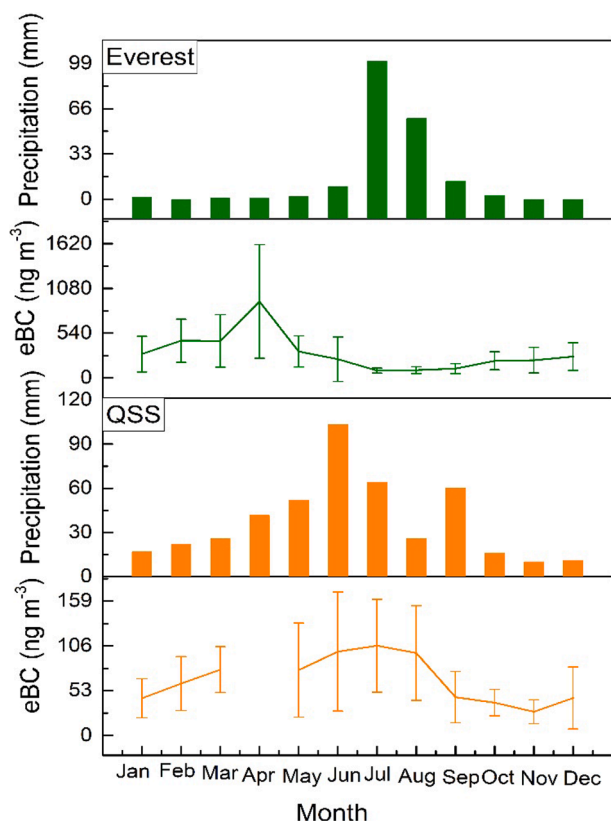 Everest
Precipitation (mm)
99
66
33
0
eBC (ng m⁻³)
1620
1080
540
0
QSS
Precipitation (mm)
120
90
60
30
0
eBC (ng m⁻³)
159
106
53
0
Jan Feb Mar Apr May Jun Jul Aug Sep Oct Nov Dec
Month